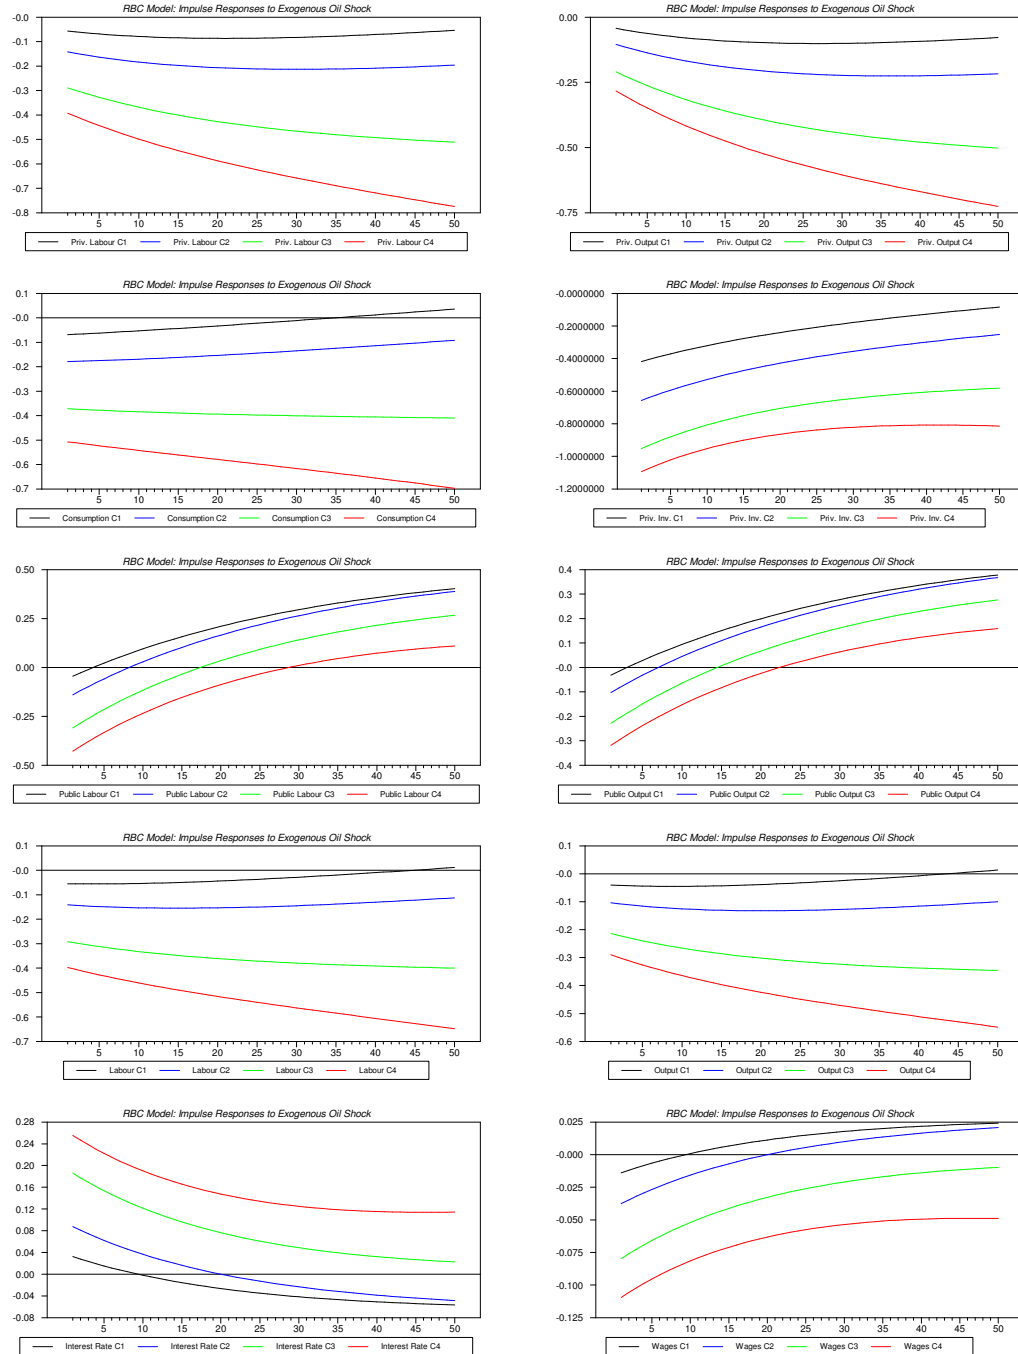 RBC Model: Impulse Responses to Exogenous Oil Shock
-0.0
-0.1
-0.2
-0.3
-0.4
-0.5
-0.6
-0.7
-0.8
5 10 15 20 25 30 35 40 45 50
Priv. Labour C1 Priv. Labour C2 Priv. Labour C3 Priv. Labour C4
RBC Model: Impulse Responses to Exogenous Oil Shock
0.00
-0.25
-0.50
-0.75
5 10 15 20 25 30 35 40 45 50
Priv. Output C1 Priv. Output C2 Priv. Output C3 Priv. Output C4
RBC Model: Impulse Responses to Exogenous Oil Shock
0.1
-0.0
-0.1
-0.2
-0.3
-0.4
-0.5
-0.6
-0.7
5 10 15 20 25 30 35 40 45 50
Consumption C1 Consumption C2 Consumption C3 Consumption C4
RBC Model: Impulse Responses to Exogenous Oil Shock
-0.0000000
-0.2000000
-0.4000000
-0.6000000
-0.8000000
-1.0000000
-1.2000000
5 10 15 20 25 30 35 40 45 50
Priv. Inv. C1 Priv. Inv. C2 Priv. Inv. C3 Priv. Inv. C4
RBC Model: Impulse Responses to Exogenous Oil Shock
0.50
0.25
0.00
-0.25
-0.50
5 10 15 20 25 30 35 40 45 50
Public Labour C1 Public Labour C2 Public Labour C3 Public Labour C4
RBC Model: Impulse Responses to Exogenous Oil Shock
0.4
0.3
0.2
0.1
-0.0
-0.1
-0.2
-0.3
-0.4
5 10 15 20 25 30 35 40 45 50
Public Output C1 Public Output C2 Public Output C3 Public Output C4
RBC Model: Impulse Responses to Exogenous Oil Shock
0.1
-0.0
-0.1
-0.2
-0.3
-0.4
-0.5
-0.6
-0.7
5 10 15 20 25 30 35 40 45 50
Labour C1 Labour C2 Labour C3 Labour C4
RBC Model: Impulse Responses to Exogenous Oil Shock
0.1
-0.0
-0.1
-0.2
-0.3
-0.4
-0.5
-0.6
5 10 15 20 25 30 35 40 45 50
Output C1 Output C2 Output C3 Output C4
RBC Model: Impulse Responses to Exogenous Oil Shock
0.28
0.24
0.20
0.16
0.12
0.08
0.04
0.00
-0.04
-0.08
5 10 15 20 25 30 35 40 45 50
Interest Rate C1 Interest Rate C2 Interest Rate C3 Interest Rate C4
RBC Model: Impulse Responses to Exogenous Oil Shock
0.025
-0.000
-0.025
-0.050
-0.075
-0.100
-0.125
5 10 15 20 25 30 35 40 45 50
Wages C1 Wages C2 Wages C3 Wages C4